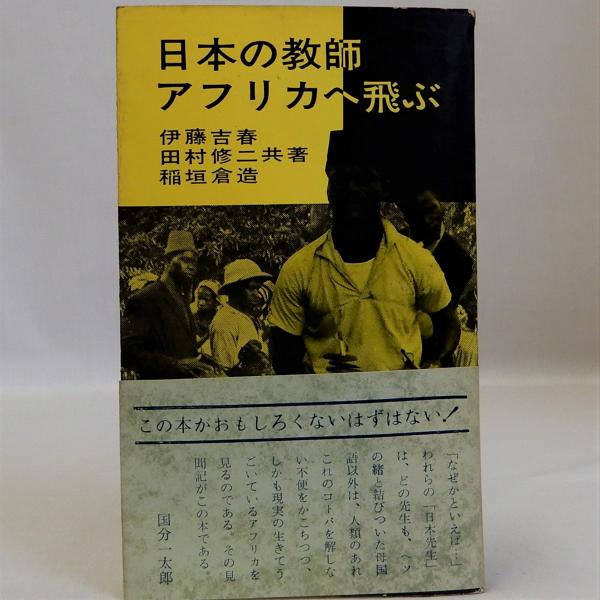 日本の教師
アフリカへ飛ぶ
伊藤吉春
田村修二共著
稲垣倉造
この本がおもしろくないはずはない！
「なぜかといえば…」
われらの「日本先生」
は、どの先生も、ヘソ
の緒と結びついた母国
語以外は、人類のあれ
これのコトバを解しな
い不便をかこちつつ、
しかも現実の生きてう
ごいているアフリカを
見るのである。その見
聞記がこの本である。
国分一太郎